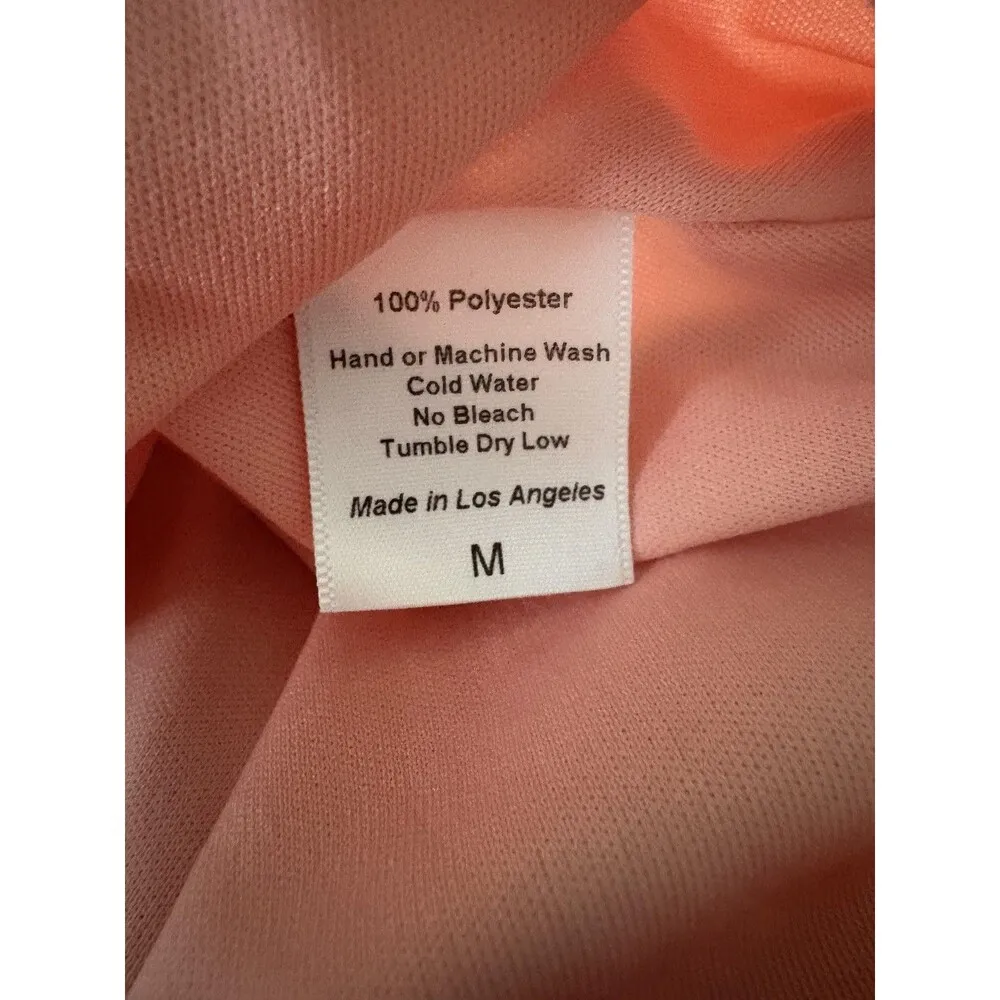 100% Polyester
Hand or Machine Wash
Cold Water
No Bleach
Tumble Dry Low
Made in Los Angeles
M